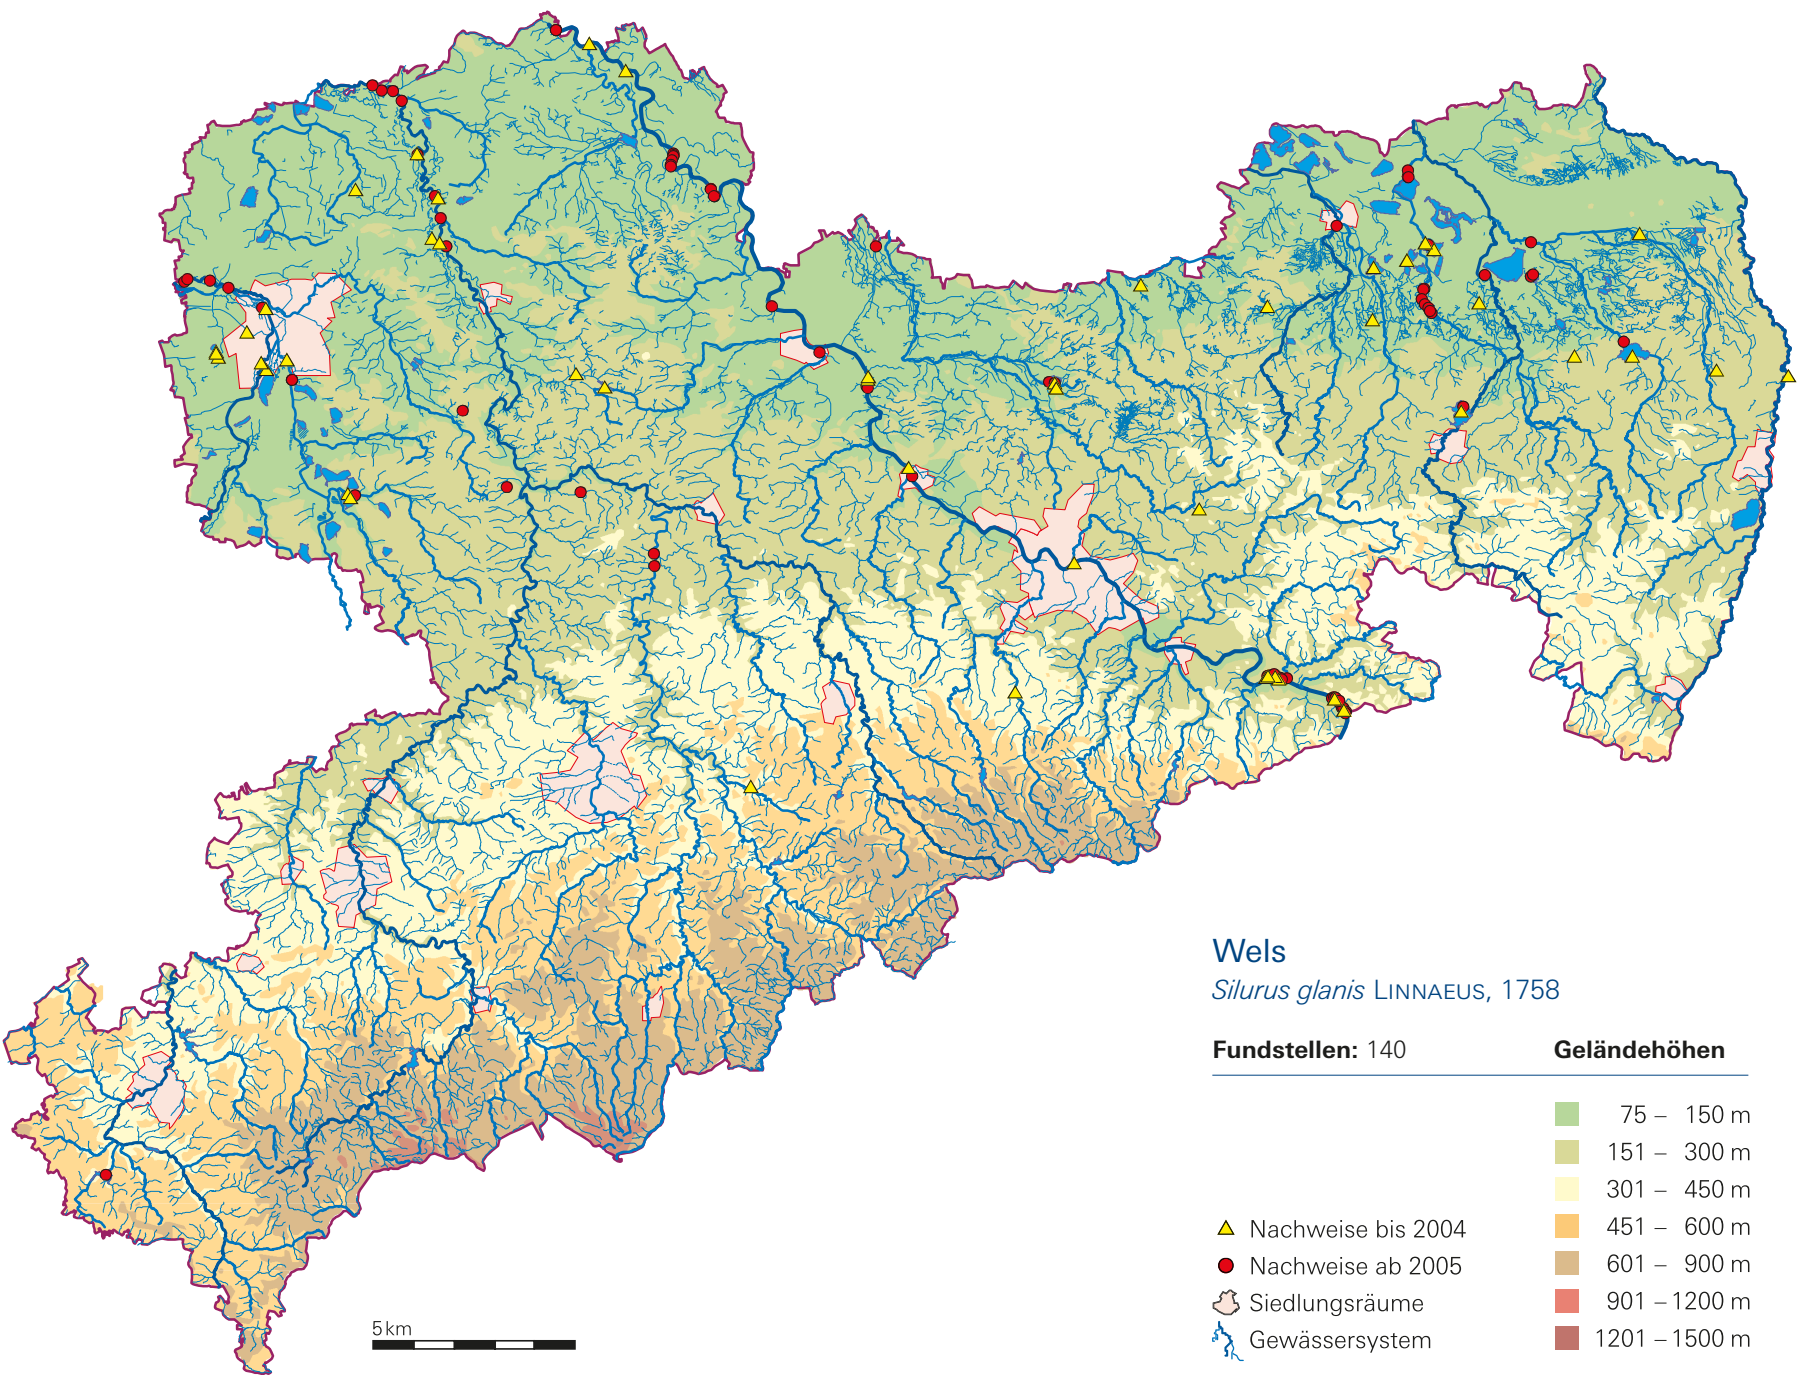 Wels
Silurus glanis LINNAEUS, 1758
Fundstellen: 140
Geländehöhen
75 – 150 m
151 – 300 m
301 – 450 m
451 – 600 m
601 – 900 m
901 – 1200 m
1201 – 1500 m
Nachweise bis 2004
Nachweise ab 2005
Siedlungsräume
Gewässersystem
5 km